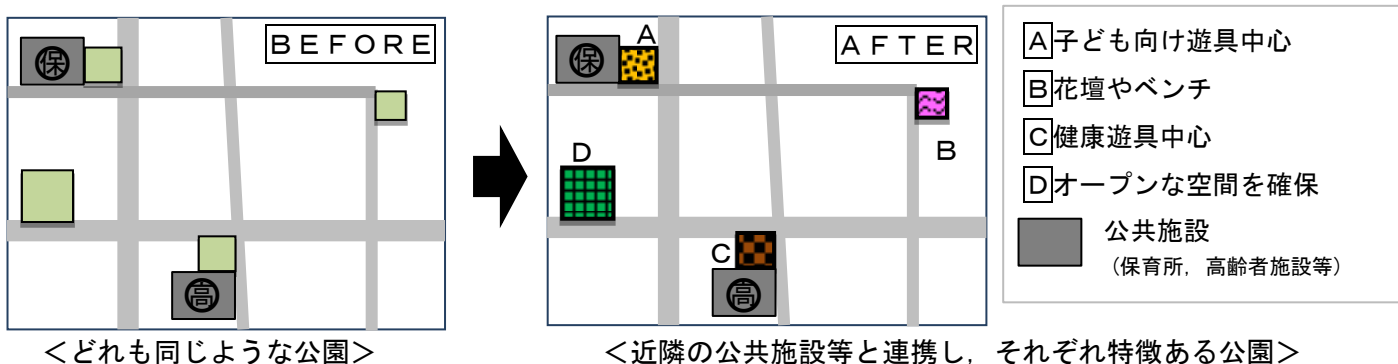 BEFORE
㊝
高
＜どれも同じような公園＞
AFTER
A
保
B
D
C
高
＜近隣の公共施設等と連携し，それぞれ特徴ある公園＞
A子ども向け遊具中心
B花壇やベンチ
C健康遊具中心
Dオープンな空間を確保
公共施設
（保育所，高齢者施設等）